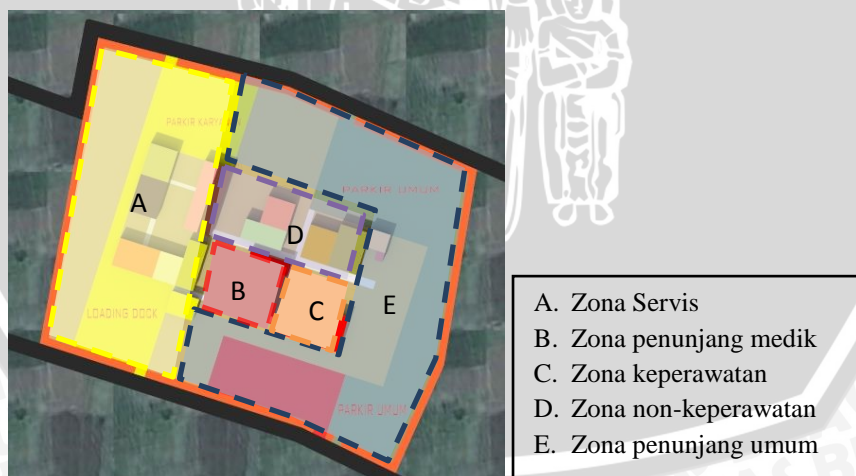 PARKIR KARYAWAN
PARKIR UMUM
A
D
B
C
E
LOADING DOCK
PARKIR UMUM
A. Zona Servis
B. Zona penunjang medik
C. Zona keperawatan
D. Zona non-keperawatan
E. Zona penunjang umum